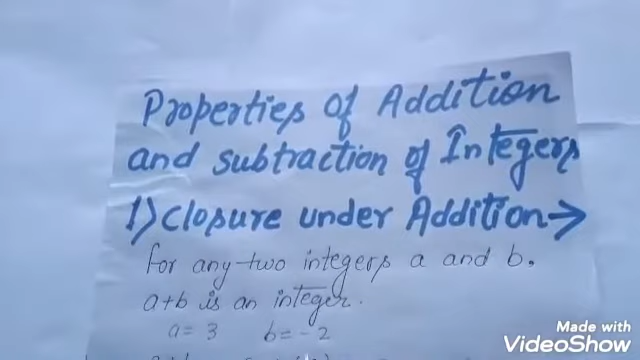 Properties of Addition
and subtraction of Integers
1) closure under Addition→
for any two integers a and b.
a+b is an integer.
a= 3 b= -2
Made with
VideoShow